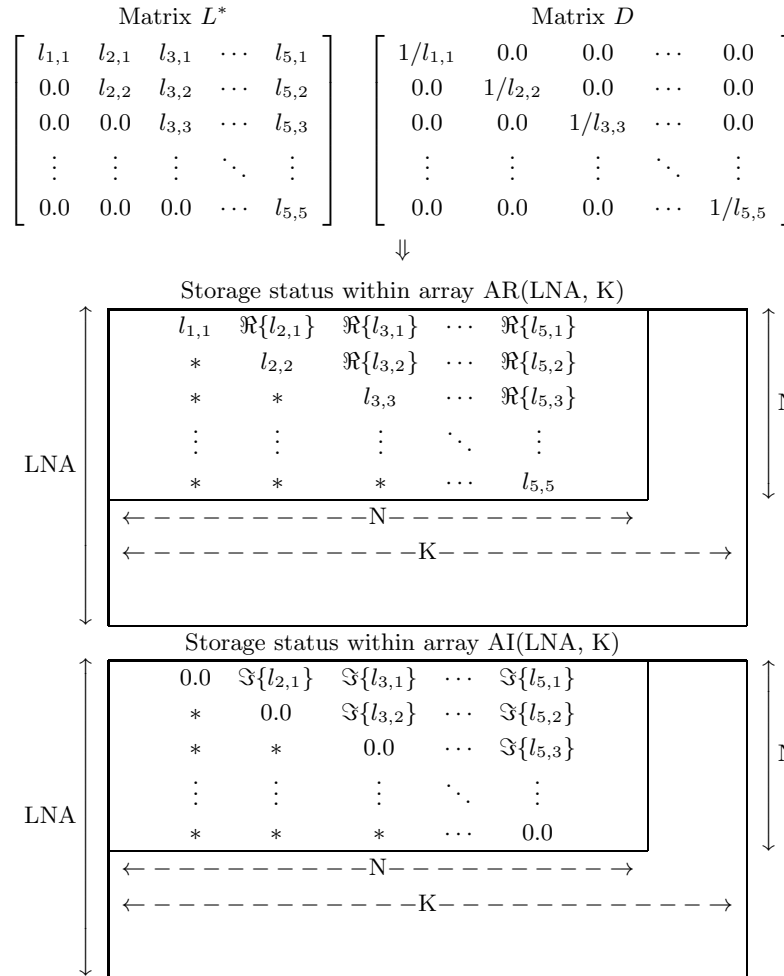 Matrix L* Matrix D
l1,1 l2,1 l3,1 ⋯ l5,1 1/l1,1 0.0 0.0 ⋯ 0.0
0.0 l2,2 l3,2 ⋯ l5,2 0.0 1/l2,2 0.0 ⋯ 0.0
0.0 0.0 l3,3 ⋯ l5,3 0.0 0.0 1/l3,3 ⋯ 0.0
⋮ ⋮ ⋮ ⋱ ⋮ ⋮ ⋮ ⋮ ⋱ ⋮
0.0 0.0 0.0 ⋯ l5,5 0.0 0.0 0.0 ⋯ 1/l5,5
⇓
Storage status within array AR(LNA, K)
l1,1 ℜ{l2,1} ℜ{l3,1} ⋯ ℜ{l5,1}
* l2,2 ℜ{l3,2} ⋯ ℜ{l5,2}
* * l3,3 ⋯ ℜ{l5,3} N
⋮ ⋮ ⋮ ⋱ ⋮
LNA
* * * ⋯ l5,5
N
K
Storage status within array AI(LNA, K)
0.0 ℑ{l2,1} ℑ{l3,1} ⋯ ℑ{l5,1}
* 0.0 ℑ{l3,2} ⋯ ℑ{l5,2}
* * 0.0 ⋯ ℑ{l5,3} N
⋮ ⋮ ⋮ ⋱ ⋮
LNA
* * * ⋯ 0.0
N
K